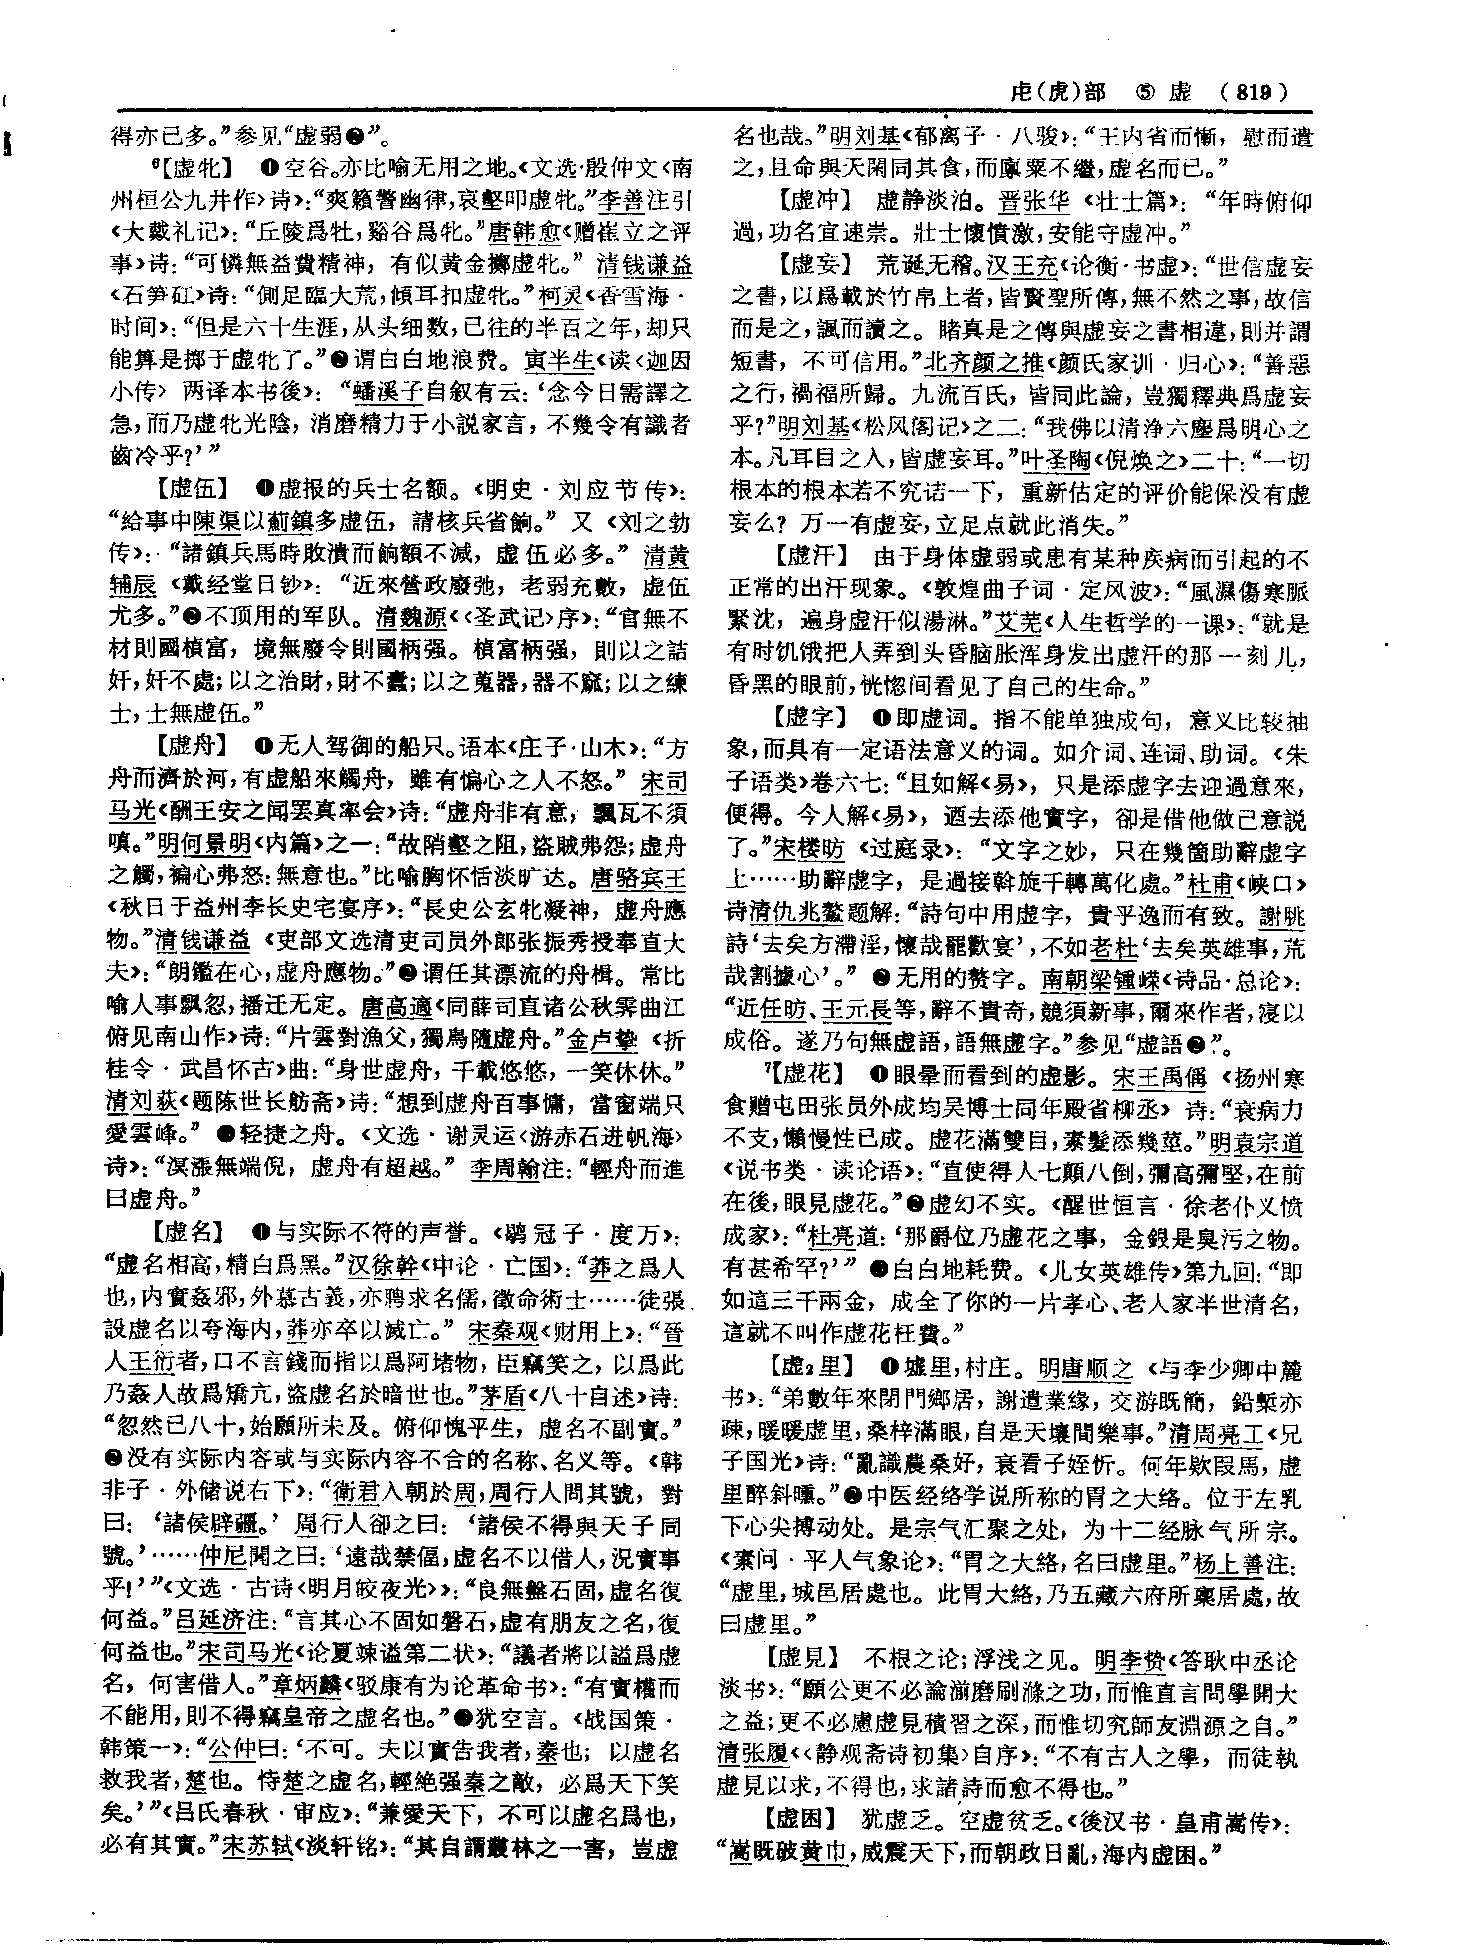 虍(虎)部　⑤ 虚　(819)
得亦已多。”参见“虚弱❷”。
⁶【虚牝】　❶空谷。亦比喻无用之地。《文选·殷仲文〈南
州桓公九井作〉诗》：“爽籟警幽律，哀壑叩虚牝。”李善注引
《大戴礼记》：“丘陵爲牡，谿谷爲牝。”唐韩愈《赠崔立之评
事》诗：“可憐無益費精神，有似黄金擲虚牝。”清钱谦益
《石笋矼》诗：“側足臨大荒，傾耳扣虚牝。”柯灵《香雪海·
时间》：“但是六十生涯，从头细数，已往的半百之年，却只
能算是掷于虚牝了。”❷谓白白地浪费。寅半生《读〈迦因
小传〉两译本书後》：“蟠溪子自叙有云：‘念今日需譯之
急，而乃虚牝光陰，消磨精力于小説家言，不幾令有識者
齒冷乎？’”
【虚伍】　❶虚报的兵士名额。《明史·刘应节传》：
“給事中陳渠以薊鎮多虚伍，請核兵省餉。”又《刘之勃
传》：“諸鎮兵馬時敗潰而餉額不減，虚伍必多。”清黄
辅辰《戴经堂日钞》：“近來營政廢弛，老弱充數，虚伍
尤多。”❷不顶用的军队。清魏源《〈圣武记〉序》：“官無不
材則國楨富，境無廢令則國柄强。楨富柄强，則以之詰
奸，奸不處；以之治財，財不蠹；以之蒐器，器不窳；以之練
士，士無虚伍。”
【虚舟】　❶无人驾御的船只。语本《庄子·山木》：“方
舟而濟於河，有虚船來觸舟，雖有惼心之人不怒。”宋司
马光《酬王安之闻罢真率会》诗：“虚舟非有意，飄瓦不須
嗔。”明何景明《内篇》之一：“故陗壑之阻，盜賊弗怨；虚舟
之觸，褊心弗怒：無意也。”比喻胸怀恬淡旷达。唐骆宾王
《秋日于益州李长史宅宴序》：“長史公玄牝凝神，虚舟應
物。”清钱谦益《吏部文选清吏司员外郎张振秀授奉直大
夫》：“朗鑑在心，虚舟應物。”❷谓任其漂流的舟楫。常比
喻人事飘忽，播迁无定。唐高適《同薛司直诸公秋霁曲江
俯见南山作》诗：“片雲對漁父，獨鳥隨虚舟。”金卢挚《折
桂令·武昌怀古》曲：“身世虚舟，千載悠悠，一笑休休。”
清刘荻《题陈世长舫斋》诗：“想到虚舟百事慵，當窗端只
愛雲峰。”❸轻捷之舟。《文选·谢灵运〈游赤石进帆海〉
诗》：“溟漲無端倪，虚舟有超越。”李周翰注：“輕舟而進
曰虚舟。”
【虚名】　❶与实际不符的声誉。《鹖冠子·度万》：
“虚名相高，精白爲黑。”汉徐幹《中论·亡国》：“莽之爲人
也，内實姦邪，外慕古義，亦聘求名儒，徵命術士……徒張
設虚名以夸海内，莽亦卒以滅亡。”宋秦观《财用上》：“晉
人王衍者，口不言錢而指以爲阿堵物，臣竊笑之，以爲此
乃姦人故爲矯亢，盜虚名於暗世也。”茅盾《八十自述》诗：
“忽然已八十，始願所未及。俯仰愧平生，虚名不副實。”
❷没有实际内容或与实际内容不合的名称、名义等。《韩
非子·外储说右下》：“衛君入朝於周，周行人問其號，對
曰：‘諸侯辟疆。’周行人卻之曰：‘諸侯不得與天子同
號。’……仲尼聞之曰：‘遠哉禁偪，虚名不以借人，況實事
乎！’”《文选·古诗〈明月皎夜光〉》：“良無盤石固，虚名復
何益。”吕延济注：“言其心不固如磐石，虚有朋友之名，復
何益也。”宋司马光《论夏竦谥第二状》：“議者將以謚爲虚
名，何害借人。”章炳麟《驳康有为论革命书》：“有實權而
不能用，則不得竊皇帝之虚名也。”❸犹空言。《战国策·
韩策一》：“公仲曰：‘不可。夫以實告我者，秦也；以虚名
救我者，楚也。恃楚之虚名，輕絶强秦之敵，必爲天下笑
矣。’”《吕氏春秋·审应》：“兼愛天下，不可以虚名爲也，
必有其實。”宋苏轼《淡轩铭》：“其自謂叢林之一害，豈虚
名也哉。”明刘基《郁离子·八骏》：“王内省而慚，慰而遣
之，且命與天閑同其食，而廩粟不繼，虚名而已。”
【虚冲】　虚静淡泊。晋张华《壮士篇》：“年時俯仰
過，功名宜速崇。壯士懷憤激，安能守虚冲。”
【虚妄】　荒诞无稽。汉王充《论衡·书虚》：“世信虚妄
之書，以爲載於竹帛上者，皆賢聖所傳，無不然之事，故信
而是之，諷而讀之。睹真是之傳與虚妄之書相違，則并謂
短書，不可信用。”北齐颜之推《颜氏家训·归心》：“善惡
之行，禍福所歸。九流百氏，皆同此論，豈獨釋典爲虚妄
乎？”明刘基《松风阁记》之二：“我佛以清浄六塵爲明心之
本。凡耳目之入，皆虚妄耳。”叶圣陶《倪焕之》二十：“一切
根本的根本若不究诘一下，重新估定的评价能保没有虚
妄么？万一有虚妄，立足点就此消失。”
【虚汗】　由于身体虚弱或患有某种疾病而引起的不
正常的出汗现象。《敦煌曲子词·定风波》：“風濕傷寒脈
緊沈，遍身虚汗似湯淋。”艾芜《人生哲学的一课》：“就是
有时饥饿把人弄到头昏脑胀浑身发出虚汗的那一刻儿，
昏黑的眼前，恍惚间看见了自己的生命。”
【虚字】　❶即虚词。指不能单独成句，意义比较抽
象，而具有一定语法意义的词。如介词、连词、助词。《朱
子语类》卷六七：“且如解《易》，只是添虚字去迎過意來，
便得。今人解《易》，迺去添他實字，卻是借他做己意説
了。”宋楼昉《过庭录》：“文字之妙，只在幾箇助辭虚字
上……助辭虚字，是過接斡旋千轉萬化處。”杜甫《峡口》
诗清仇兆鳌题解：“詩句中用虚字，貴乎逸而有致。謝眺
詩‘去矣方滯淫，懷哉罷歡宴’，不如老杜‘去矣英雄事，荒
哉割據心’。”❷无用的赘字。南朝梁锺嵘《诗品·总论》：
“近任昉、王元長等，辭不貴奇，競須新事，爾來作者，寖以
成俗。遂乃句無虚語，語無虚字。”参见“虚語❷”。
⁷【虚花】　❶眼晕而看到的虚影。宋王禹偁《扬州寒
食赠屯田张员外成均吴博士同年殿省柳丞》诗：“衰病力
不支，懶慢性已成。虚花滿雙目，素髮添幾莖。”明袁宗道
《说书类·读论语》：“直使得人七顛八倒，彌高彌堅，在前
在後，眼見虚花。”❷虚幻不实。《醒世恒言·徐老仆义愤
成家》：“杜亮道：‘那爵位乃虚花之事，金銀是臭污之物。
有甚希罕？’”❸白白地耗费。《儿女英雄传》第九回：“即
如這三千兩金，成全了你的一片孝心、老人家半世清名，
這就不叫作虚花枉費。”
【虚₂里】　❶墟里，村庄。明唐顺之《与李少卿中麓
书》：“弟數年來閉門鄉居，謝遣業緣，交游既簡，鉛槧亦
疎，暖暖虚里，桑梓滿眼，自是天壤間樂事。”清周亮工《兄
子国光》诗：“亂識農桑好，衰看子姪忻。何年欵段馬，虚
里醉斜曛。”❷中医经络学说所称的胃之大络。位于左乳
下心尖搏动处。是宗气汇聚之处，为十二经脉气所宗。
《素问·平人气象论》：“胃之大絡，名曰虚里。”杨上善注：
“虚里，城邑居處也。此胃大絡，乃五藏六府所稟居處，故
曰虚里。”
【虚見】　不根之论；浮浅之见。明李贽《答耿中丞论
淡书》：“願公更不必論湔磨刷滌之功，而惟直言問學開大
之益；更不必慮虚見積習之深，而惟切究師友淵源之自。”
清张履《〈静观斋诗初集〉自序》：“不有古人之學，而徒執
虚見以求，不得也，求諸詩而愈不得也。”
【虚困】　犹虚乏。空虚贫乏。《後汉书·皇甫嵩传》：
“嵩既破黄巾，威震天下，而朝政日亂，海内虚困。”